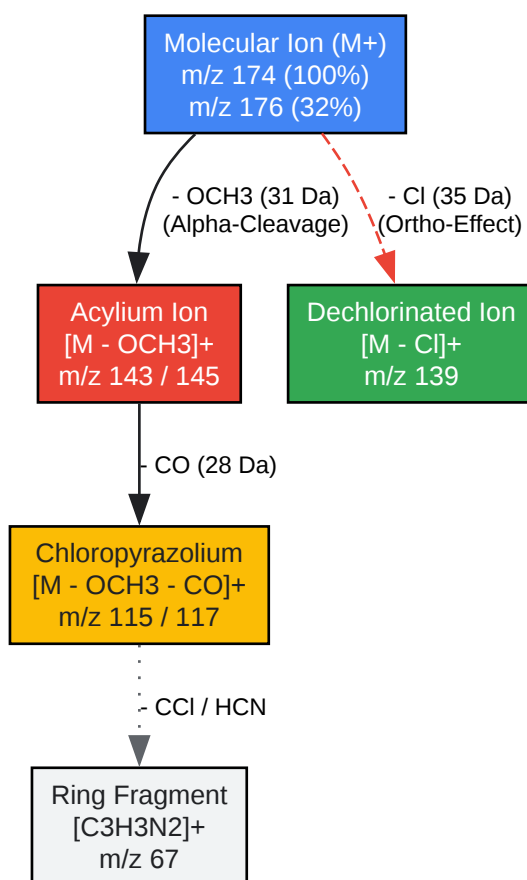 Molecular Ion (M+)
m/z 174 (100%)
m/z 176 (32%)
- OCH3 (31 Da)
(Alpha-Cleavage)
- Cl (35 Da)
(Ortho-Effect)
Acylium Ion
[M - OCH3]+
m/z 143 / 145
Dechlorinated Ion
[M - Cl]+
m/z 139
- CO (28 Da)
Chloropyrazolium
[M - OCH3 - CO]+
m/z 115 / 117
- CCl / HCN
Ring Fragment
[C3H3N2]+
m/z 67